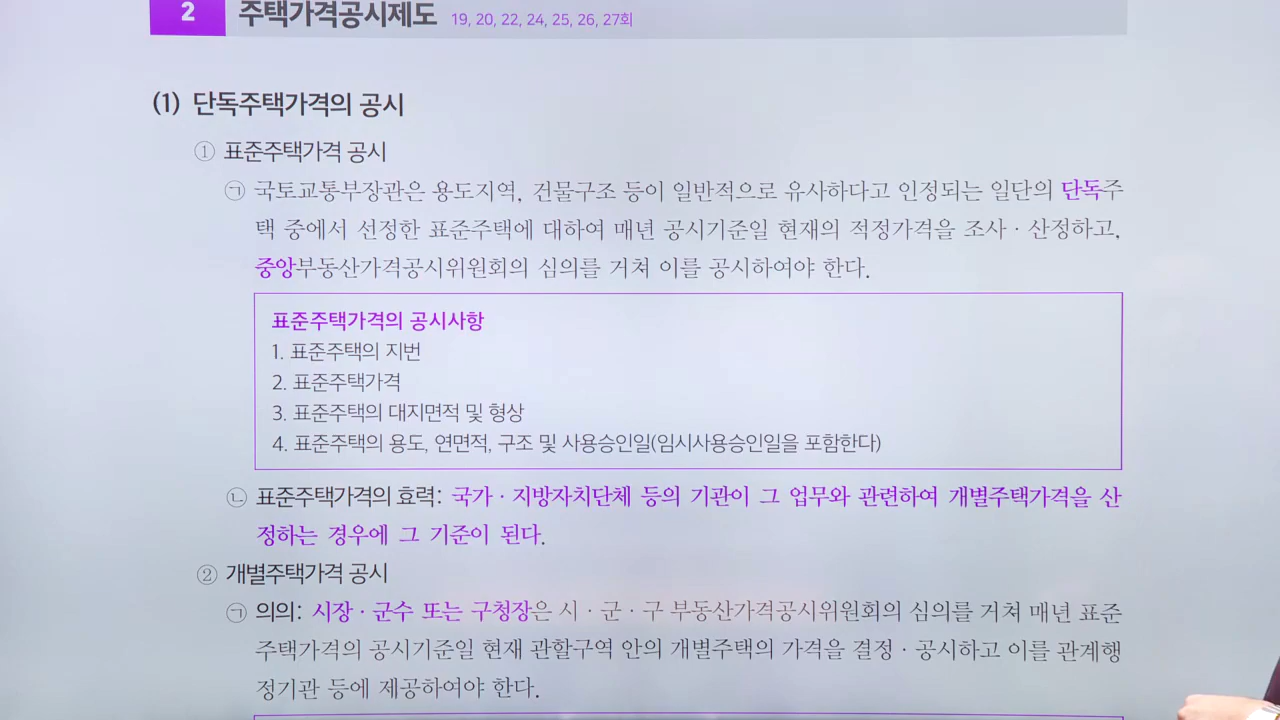 2 주택가격공시제도 19, 20, 22, 24, 25, 26, 27회
(1) 단독주택가격의 공시
① 표준주택가격 공시
㉠ 국토교통부장관은 용도지역, 건물구조 등이 일반적으로 유사하다고 인정되는 일단의 단독주
택 중에서 선정한 표준주택에 대하여 매년 공시기준일 현재의 적정가격을 조사·산정하고,
중앙부동산가격공시위원회의 심의를 거쳐 이를 공시하여야 한다.
표준주택가격의 공시사항
1. 표준주택의 지번
2. 표준주택가격
3. 표준주택의 대지면적 및 형상
4. 표준주택의 용도, 연면적, 구조 및 사용승인일(임시사용승인일을 포함한다)
㉡ 표준주택가격의 효력: 국가·지방자치단체 등의 기관이 그 업무와 관련하여 개별주택가격을 산
정하는 경우에 그 기준이 된다.
② 개별주택가격 공시
㉠ 의의: 시장·군수 또는 구청장은 시·군·구 부동산가격공시위원회의 심의를 거쳐 매년 표준
주택가격의 공시기준일 현재 관할구역 안의 개별주택의 가격을 결정·공시하고 이를 관계행
정기관 등에 제공하여야 한다.